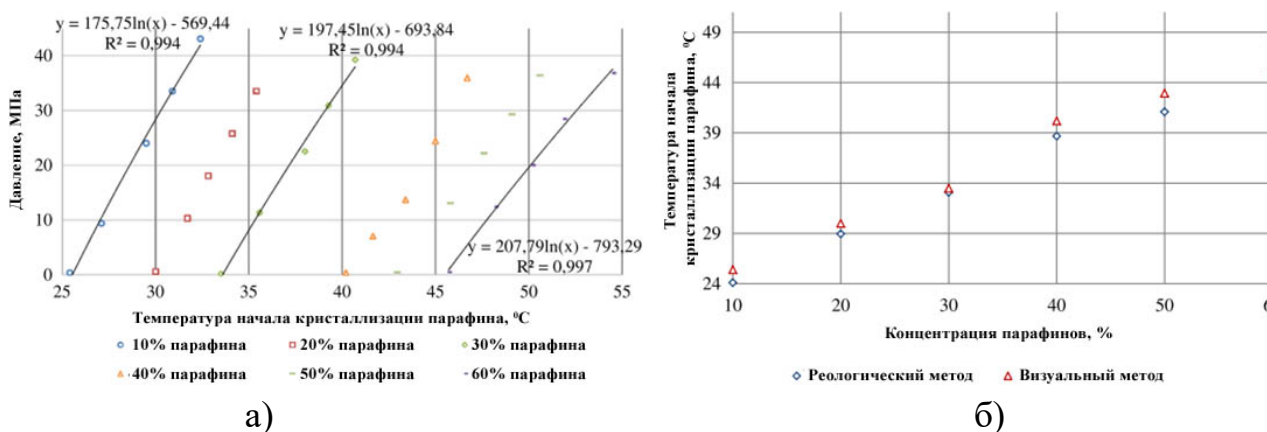 y = 175,75ln(x) - 569,44
R² = 0,994
y = 197,45ln(x) - 693,84
R² = 0,994
40
30
20
10
0
Давление, МПа
y = 207,79ln(x) - 793,29
R² = 0,997
25 30 35 40 45 50 55
Температура начала кристаллизации парафина, ⁰C
10% парафина 20% парафина 30% парафина
40% парафина 50% парафина 60% парафина
а)
Температура начала
кристаллизации парафина, ⁰C
49
44
39
34
29
24
10 20 30 40 50
Концентрация парафинов, %
Реологический метод Визуальный метод
б)